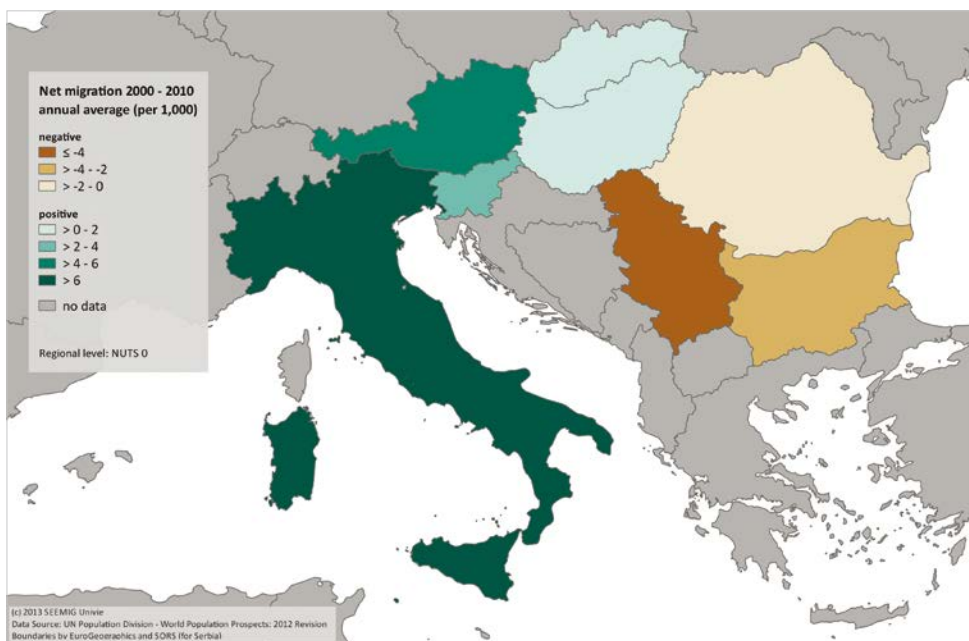 Net migration 2000 - 2010
annual average (per 1,000)
negative
≤ -4
> -4 - -2
> -2 - 0
positive
> 0 - 2
> 2 - 4
> 4 - 6
> 6
no data
Regional level: NUTS 0
(c) 2013 SEEMIG Univie
Data Source: UN Population Division - World Population Prospects: 2012 Revision
Boundaries by EuroGeographics and SORS (for Serbia)